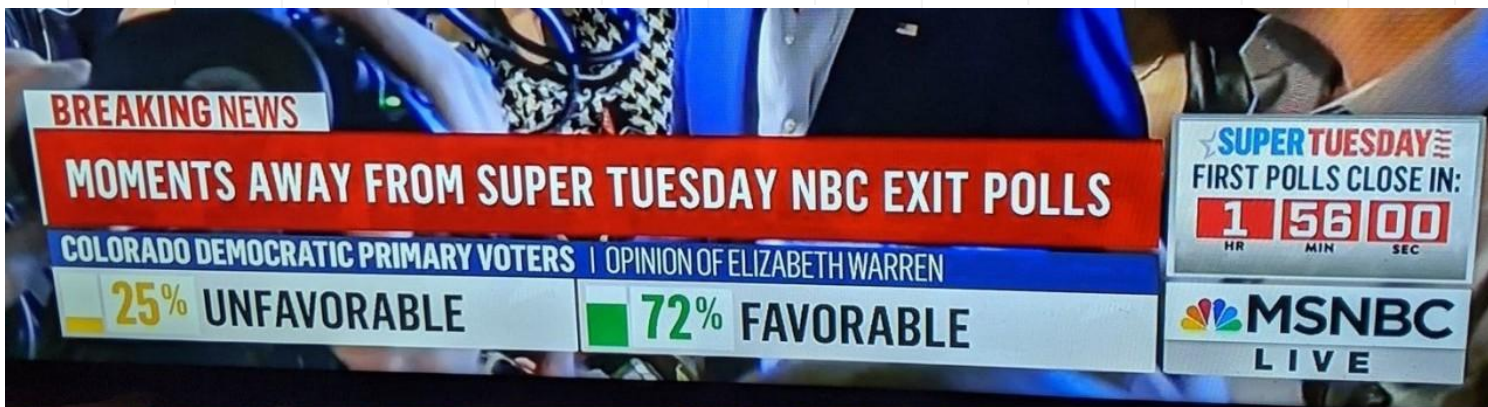 BREAKING NEWS
MOMENTS AWAY FROM SUPER TUESDAY NBC EXIT POLLS
COLORADO DEMOCRATIC PRIMARY VOTERS | OPINION OF ELIZABETH WARREN
25% UNFAVORABLE 72% FAVORABLE
SUPER TUESDAY
FIRST POLLS CLOSE IN:
1 56 00
HR MIN SEC
MSNBC
LIVE